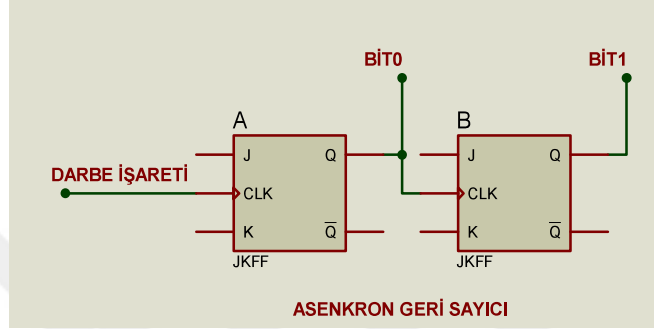 BİT0 BİT1
A B
J Q J Q
DARBE İŞARETİ
CLK CLK
K Q̅ K Q̅
JKFF JKFF
ASENKRON GERİ SAYICI